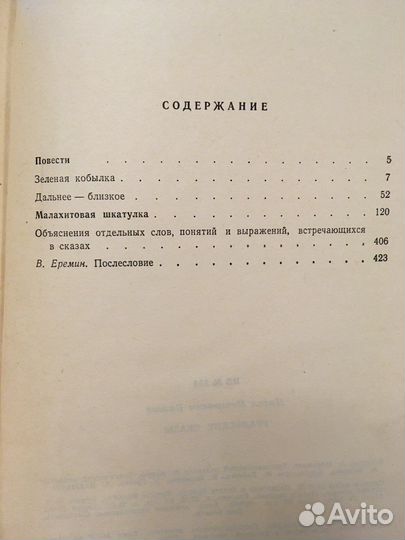 СОДЕРЖАНИЕ
Повести . . . . . . . . . . . . . 5
Зеленая кобылка . . . . . . . . . . . . 7
Дальнее — близкое . . . . . . . . . . . 52
Малахитовая шкатулка . . . . . . . . . . . 120
Объяснения отдельных слов, понятий и выражений, встречающихся
в сказах . . . . . . . . . . . . . 406
В. Еремин. Послесловие . . . . . . . . . . 423
Avito